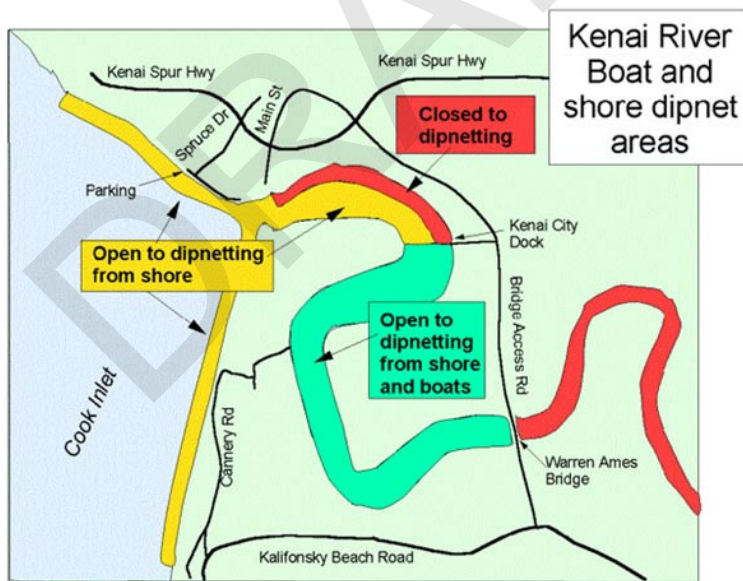 Kenai River
Boat and
shore dipnet
areas
Kenai Spur Hwy
Kenai Spur Hwy
Spruce Dr
Main St
Closed to
dipnetting
Parking
Kenai City
Dock
Open to dipnetting
from shore
Bridge Access Rd
Open to
dipnetting
from shore
and boats
Cook Inlet
Cannery Rd
Warren Ames
Bridge
Kalifonsky Beach Road